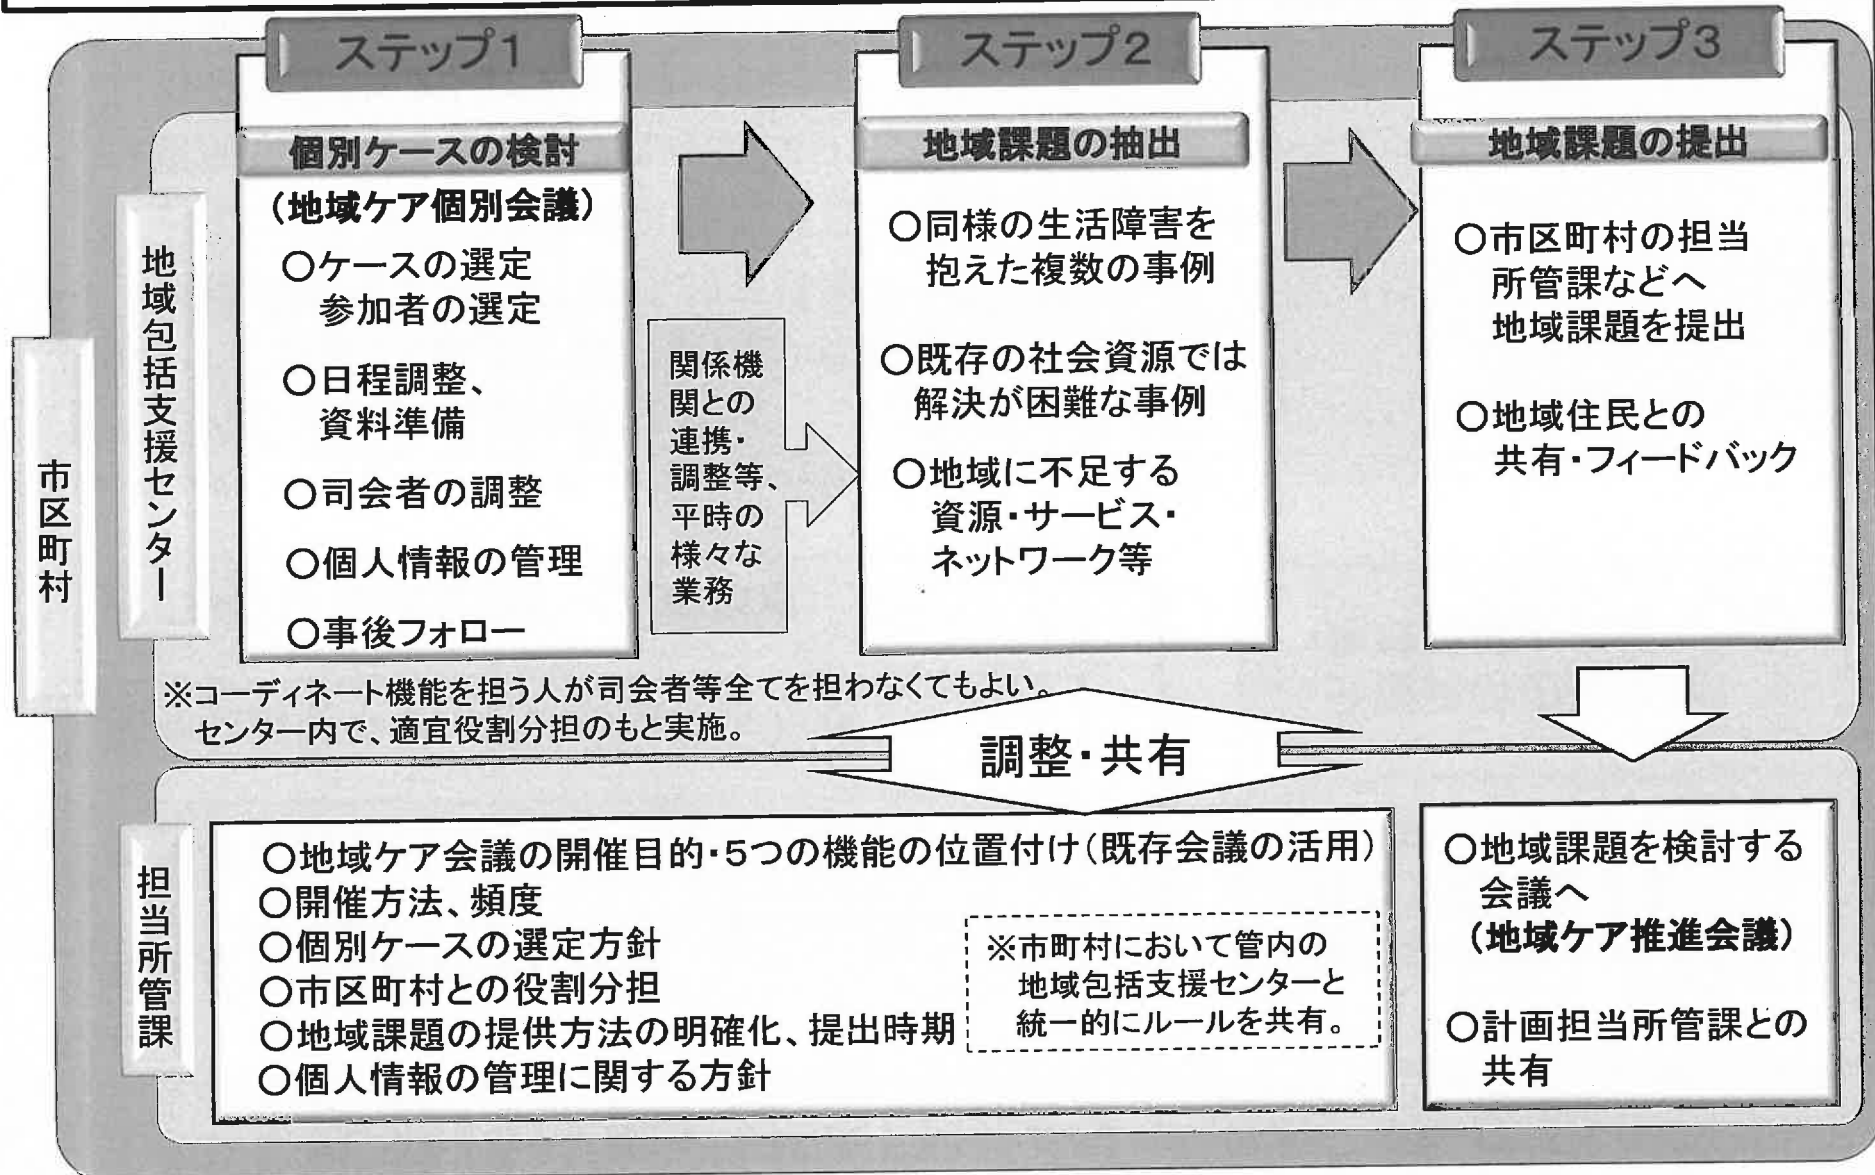 市区町村
地域包括支援センター
ステップ1
個別ケースの検討
(地域ケア個別会議)
○ケースの選定
参加者の選定
○日程調整、
資料準備
○司会者の調整
○個人情報の管理
○事後フォロー
関係機
関との
連携・
調整等、
平時の
様々な
業務
ステップ2
地域課題の抽出
○同様の生活障害を
抱えた複数の事例
○既存の社会資源では
解決が困難な事例
○地域に不足する
資源・サービス・
ネットワーク等
ステップ3
地域課題の提出
○市区町村の担当
所管課などへ
地域課題を提出
○地域住民との
共有・フィードバック
※コーディネート機能を担う人が司会者等全てを担わなくてもよい。
センター内で、適宜役割分担のもと実施。
調整・共有
担当所管課
○地域ケア会議の開催目的・5つの機能の位置付け(既存会議の活用)
○開催方法、頻度
○個別ケースの選定方針
○市区町村との役割分担
○地域課題の提供方法の明確化、提出時期
○個人情報の管理に関する方針
※市町村において管内の
地域包括支援センターと
統一的にルールを共有。
○地域課題を検討する
会議へ
(地域ケア推進会議)
○計画担当所管課との
共有